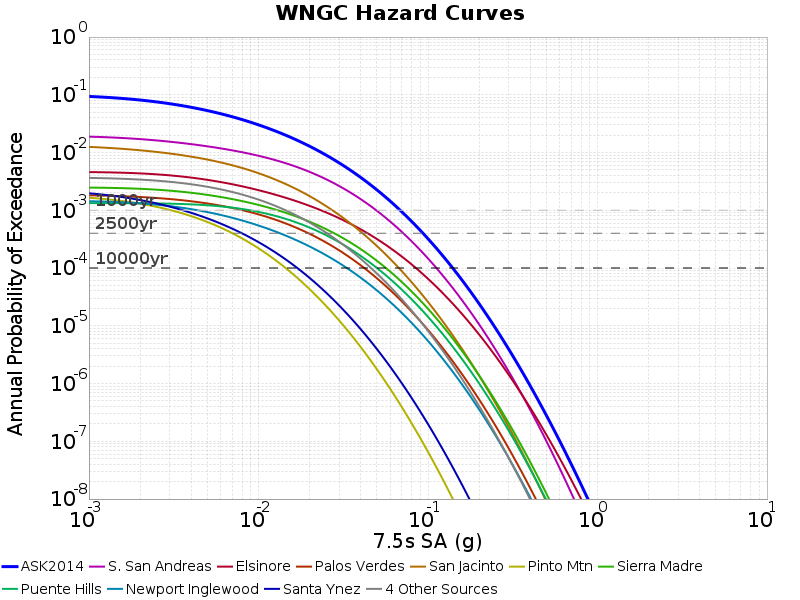 WNGC Hazard Curves
Annual Probability of Exceedance
10^0
10^-1
10^-2
10^-3
10^-4
10^-5
10^-6
10^-7
10^-8
1000yr
2500yr
10000yr
10^-3 10^-2 10^-1 10^0 10^1
7.5s SA (g)
ASK2014 S. San Andreas Elsinore Palos Verdes San Jacinto Pinto Mtn Sierra Madre
Puente Hills Newport Inglewood Santa Ynez 4 Other Sources